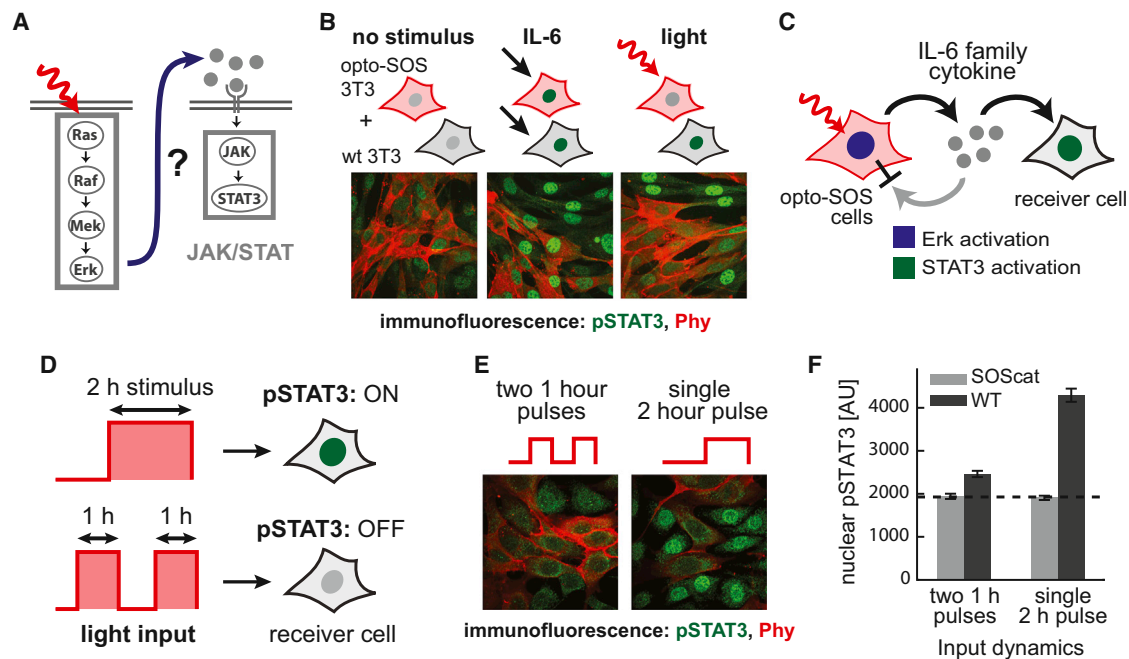 A
Ras
Raf
Mek
Erk
?
JAK
STAT3
JAK/STAT
B
no stimulus
IL-6
light
opto-SOS
3T3
+
wt 3T3
immunofluorescence: pSTAT3, Phy
C
IL-6 family
cytokine
opto-SOS
cells
receiver cell
Erk activation
STAT3 activation
D
2 h stimulus
pSTAT3: ON
1 h
1 h
pSTAT3: OFF
light input
receiver cell
E
two 1 hour
pulses
single
2 hour pulse
immunofluorescence: pSTAT3, Phy
F
SOScat
WT
nuclear pSTAT3 [AU]
4000
3000
2000
1000
0
two 1 h
pulses
single
2 h pulse
Input dynamics